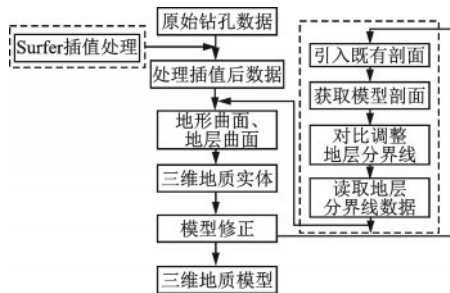 原始钻孔数据
Surfer插值处理
处理插值后数据
地形曲面、
地层曲面
三维地质实体
模型修正
三维地质模型
引入既有剖面
获取模型剖面
对比调整
地层分界线
读取地层
分界线数据